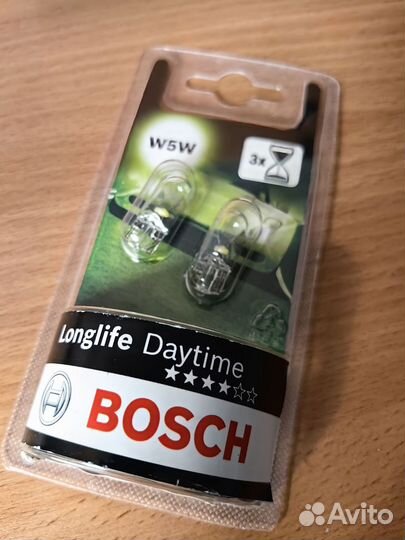 W5W
3x
Longlife Daytime
BOSCH
Avito